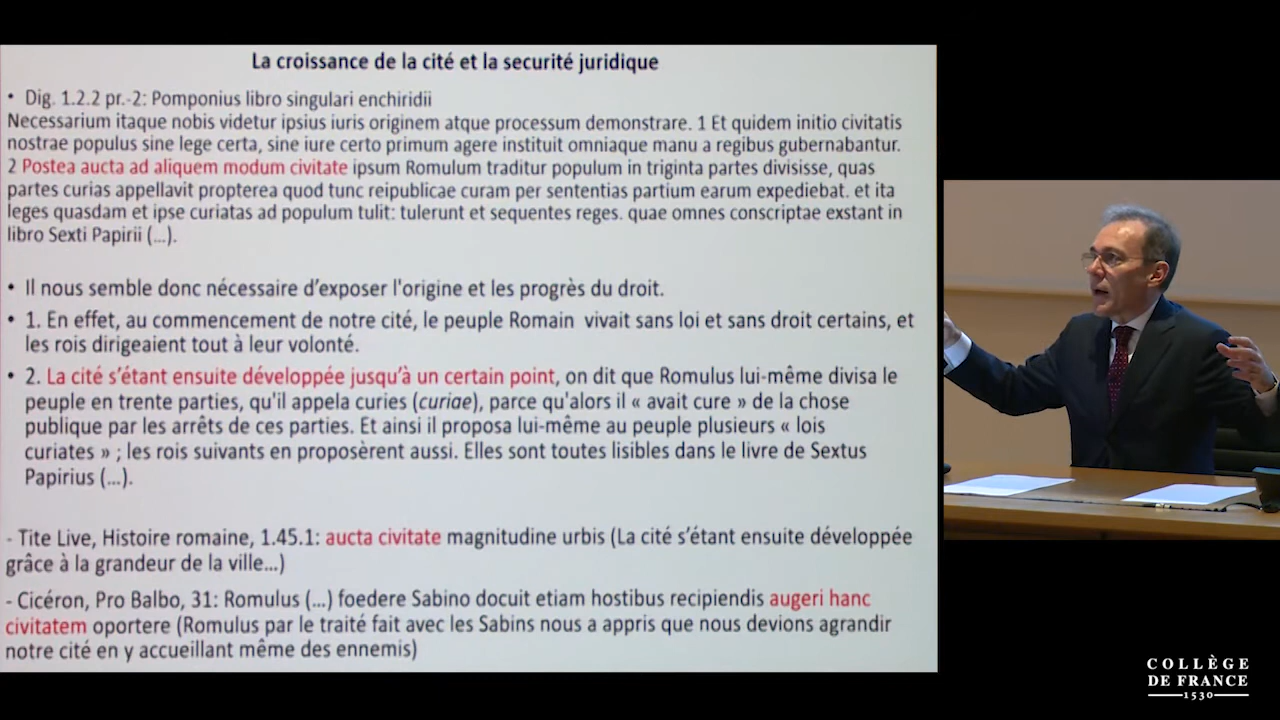 La croissance de la cité et la securité juridique
• Dig. 1.2.2 pr.-2: Pomponius libro singulari enchiridii
Necessarium itaque nobis videtur ipsius iuris originem atque processum demonstrare. 1 Et quidem initio civitatis
nostrae populus sine lege certa, sine iure certo primum agere instituit omniaque manu a regibus gubernabantur.
2 Postea aucta ad aliquem modum civitate ipsum Romulum traditur populum in triginta partes divisisse, quas
partes curias appellavit propterea quod tunc reipublicae curam per sententias partium earum expediebat. et ita
leges quasdam et ipse curiatas ad populum tulit: tulerunt et sequentes reges. quae omnes conscriptae exstant in
libro Sexti Papirii (...).
• Il nous semble donc nécessaire d'exposer l'origine et les progrès du droit.
• 1. En effet, au commencement de notre cité, le peuple Romain vivait sans loi et sans droit certains, et
les rois dirigeaient tout à leur volonté.
• 2. La cité s'étant ensuite développée jusqu'à un certain point, on dit que Romulus lui-même divisa le
peuple en trente parties, qu'il appela curies (curiae), parce qu'alors il « avait cure » de la chose
publique par les arrêts de ces parties. Et ainsi il proposa lui-même au peuple plusieurs « lois
curiates » ; les rois suivants en proposèrent aussi. Elles sont toutes lisibles dans le livre de Sextus
Papirius (...).
- Tite Live, Histoire romaine, 1.45.1: aucta civitate magnitudine urbis (La cité s'étant ensuite développée
grâce à la grandeur de la ville...)
- Cicéron, Pro Balbo, 31: Romulus (...) foedere Sabino docuit etiam hostibus recipiendis augeri hanc
civitatem oportere (Romulus par le traité fait avec les Sabins nous a appris que nous devions agrandir
notre cité en y accueillant même des ennemis)
COLLÈGE
DE FRANCE
1530